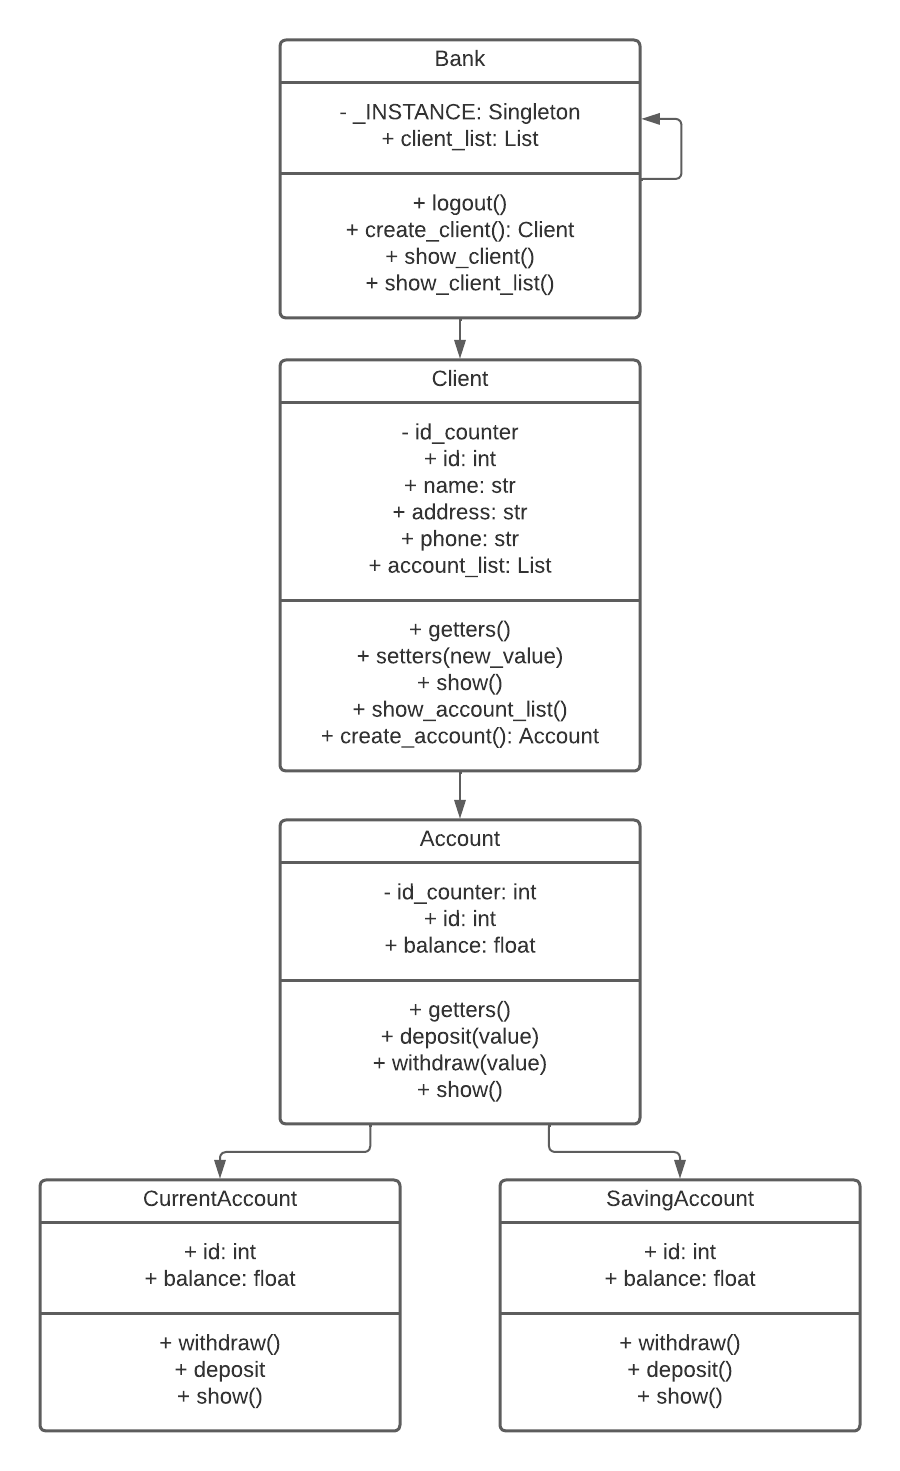 Bank
- _INSTANCE: Singleton
+ client_list: List
+ logout()
+ create_client(): Client
+ show_client()
+ show_client_list()
Client
- id_counter
+ id: int
+ name: str
+ address: str
+ phone: str
+ account_list: List
+ getters()
+ setters(new_value)
+ show()
+ show_account_list()
+ create_account(): Account
Account
- id_counter: int
+ id: int
+ balance: float
+ getters()
+ deposit(value)
+ withdraw(value)
+ show()
CurrentAccount
+ id: int
+ balance: float
+ withdraw()
+ deposit
+ show()
SavingAccount
+ id: int
+ balance: float
+ withdraw()
+ deposit()
+ show()